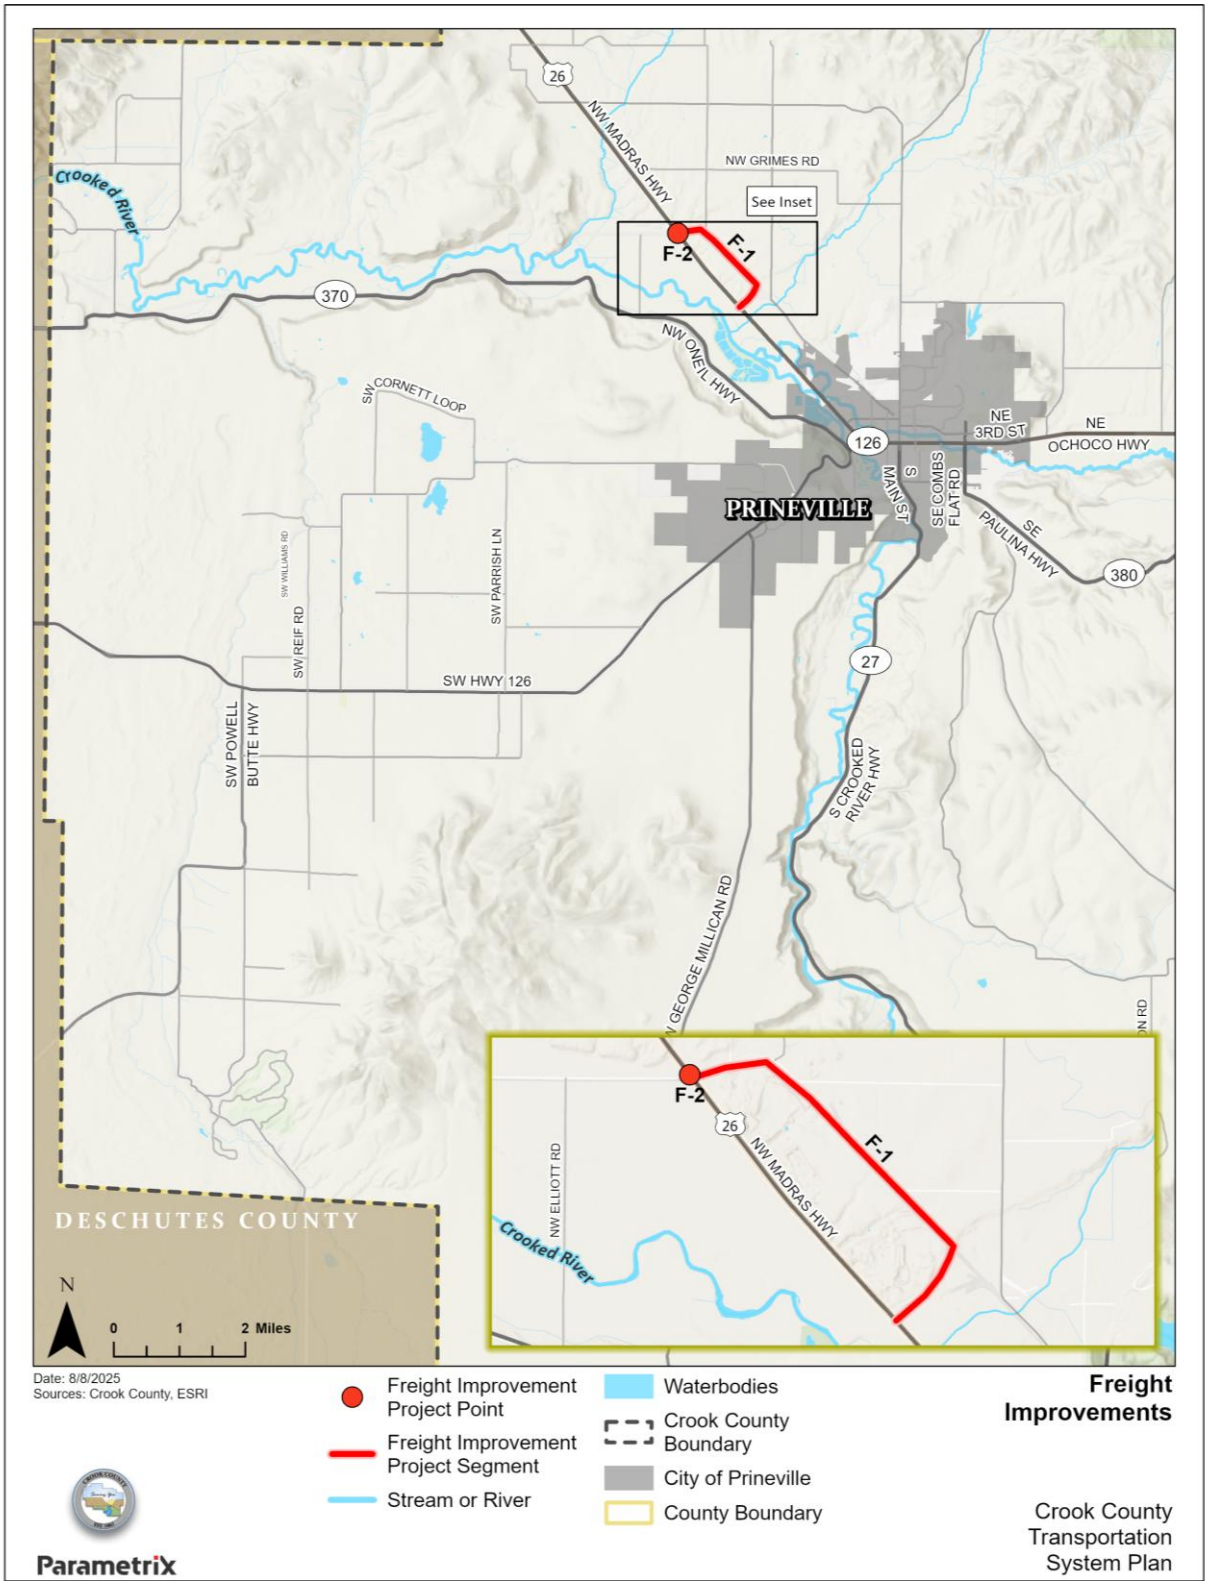 26
NW MADRAS HWY
NW GRIMES RD
Crooked River
See Inset
F-1
F-2
370
NW ONEIL HWY
SW CORNETT LOOP
126
NE
3RD ST
NE
OCHOCO HWY
S
MAIN ST
SE COMBS
FLAT RD
PRINEVILLE
SE
PAULINA HWY
380
SW WILLIAMS RD
SW PARRISH LN
SW REIF RD
27
SW HWY 126
SW POWELL
BUTTE HWY
S CROOKED
RIVER HWY
W GEORGE MILLICAN RD
ON RD
F-2
26
F-1
NW ELLIOTT RD
NW MADRAS HWY
Crooked River
DESCHUTES COUNTY
N
0 1 2 Miles
Date: 8/8/2025
Sources: Crook County, ESRI
Freight Improvement
Project Point
Freight Improvement
Project Segment
Stream or River
Waterbodies
Crook County
Boundary
City of Prineville
County Boundary
Freight
Improvements
Crook County
Transportation
System Plan
CROOK COUNTY
Parametrix